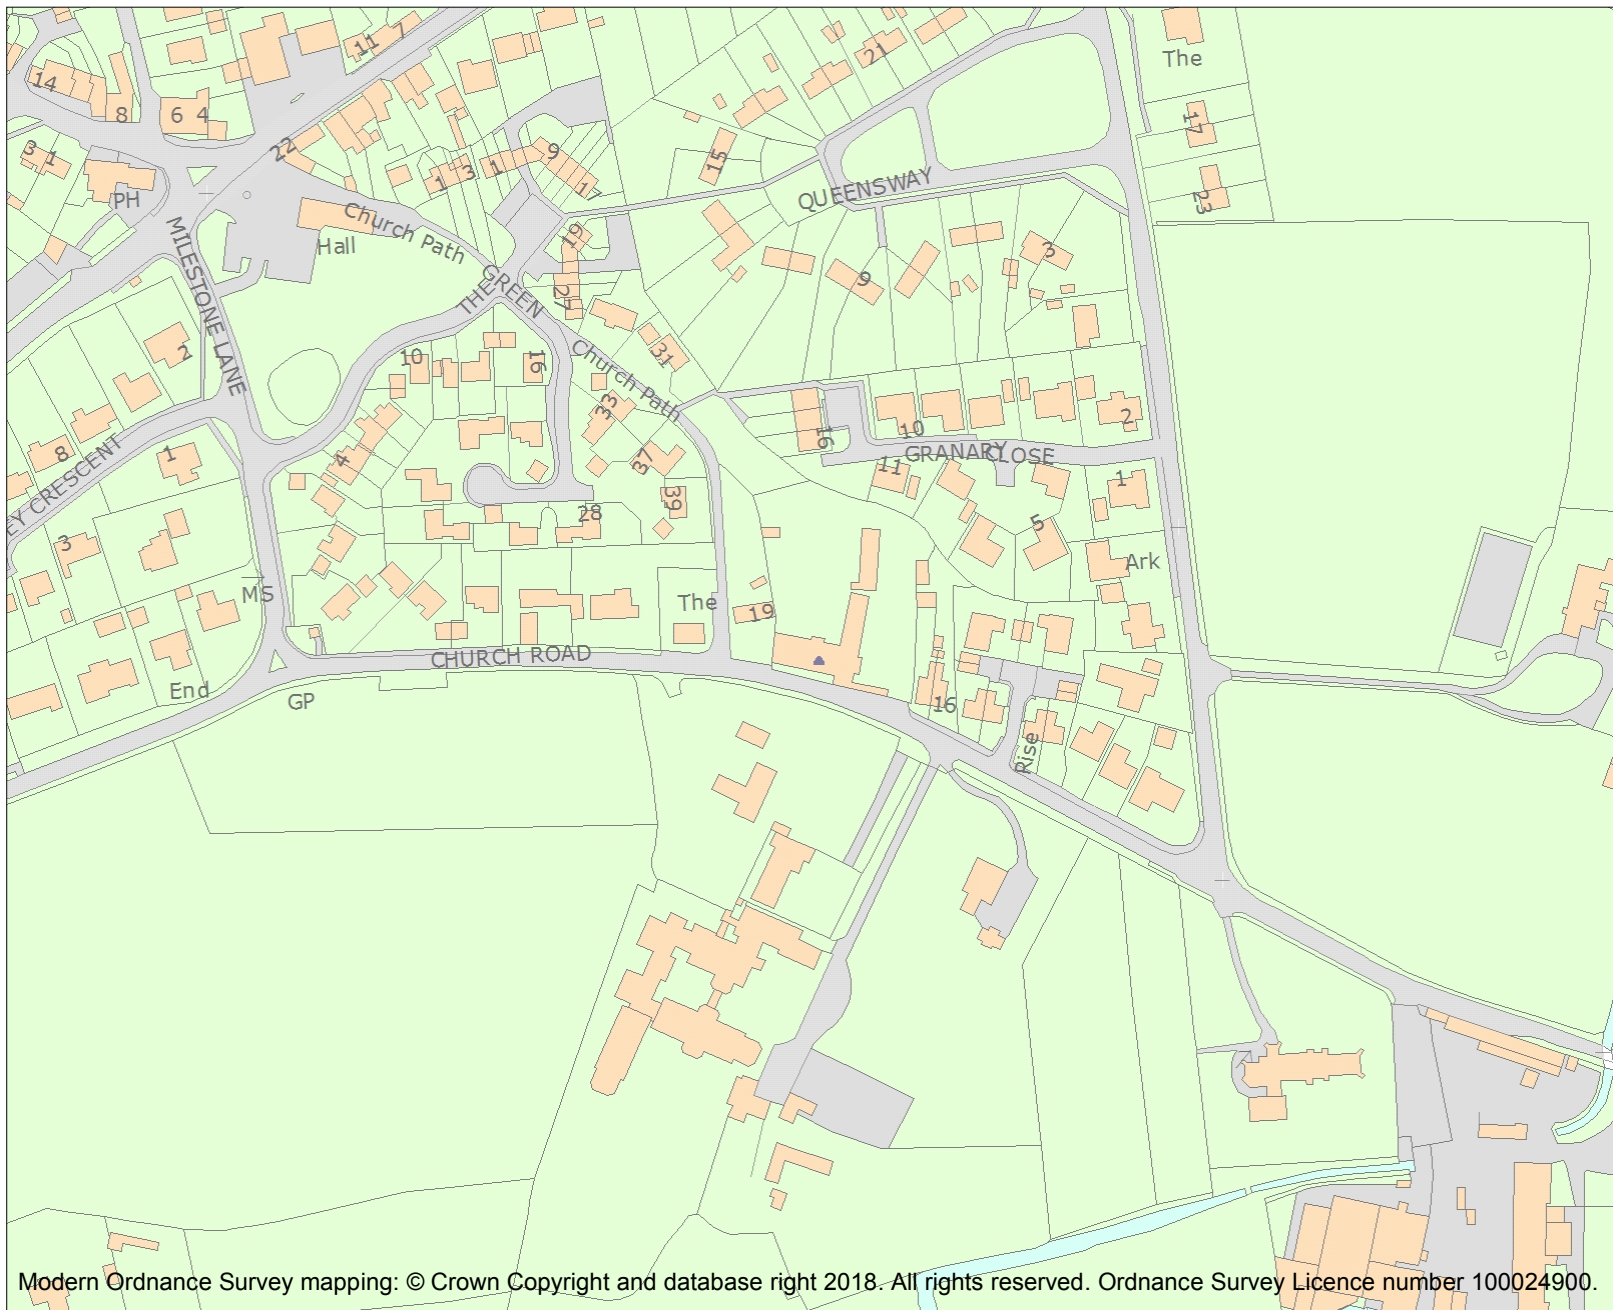 11
7
21
The
14
8
6
4
17
22
3
1
PH
9
1
3
1
17
15
QUEENSWAY
23
MILESTONE LANE
Church Path
Hall
19
THE GREEN
27
9
3
2
10
16
31
Church Path
33
2
16
10
8
1
4
37
GRANARY CLOSE
11
1
EY CRESCENT
39
28
5
3
Ark
MS
The
19
CHURCH ROAD
End
GP
16
Rise
Modern Ordnance Survey mapping: © Crown Copyright and database right 2018. All rights reserved. Ordnance Survey Licence number 100024900.